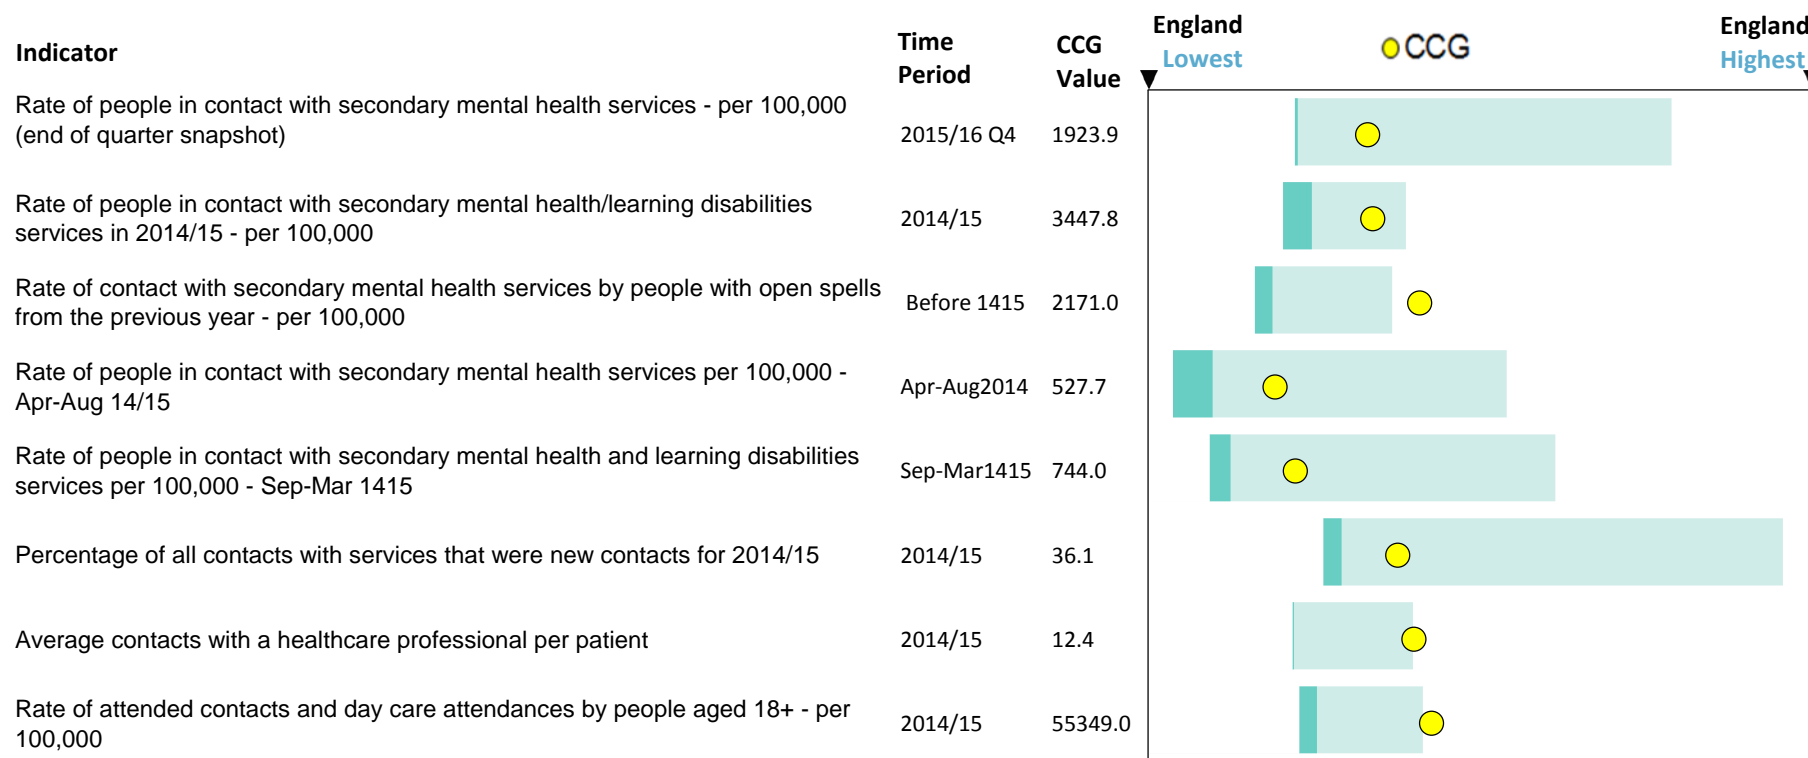 Indicator
Time
Period
CCG
Value
England
Lowest
CCG
England
Highest
Rate of people in contact with secondary mental health services - per 100,000
(end of quarter snapshot)
2015/16 Q4
1923.9
Rate of people in contact with secondary mental health/learning disabilities
services in 2014/15 - per 100,000
2014/15
3447.8
Rate of contact with secondary mental health services by people with open spells
from the previous year - per 100,000
Before 1415
2171.0
Rate of people in contact with secondary mental health services per 100,000 -
Apr-Aug 14/15
Apr-Aug2014
527.7
Rate of people in contact with secondary mental health and learning disabilities
services per 100,000 - Sep-Mar 1415
Sep-Mar1415
744.0
Percentage of all contacts with services that were new contacts for 2014/15
2014/15
36.1
Average contacts with a healthcare professional per patient
2014/15
12.4
Rate of attended contacts and day care attendances by people aged 18+ - per
100,000
2014/15
55349.0